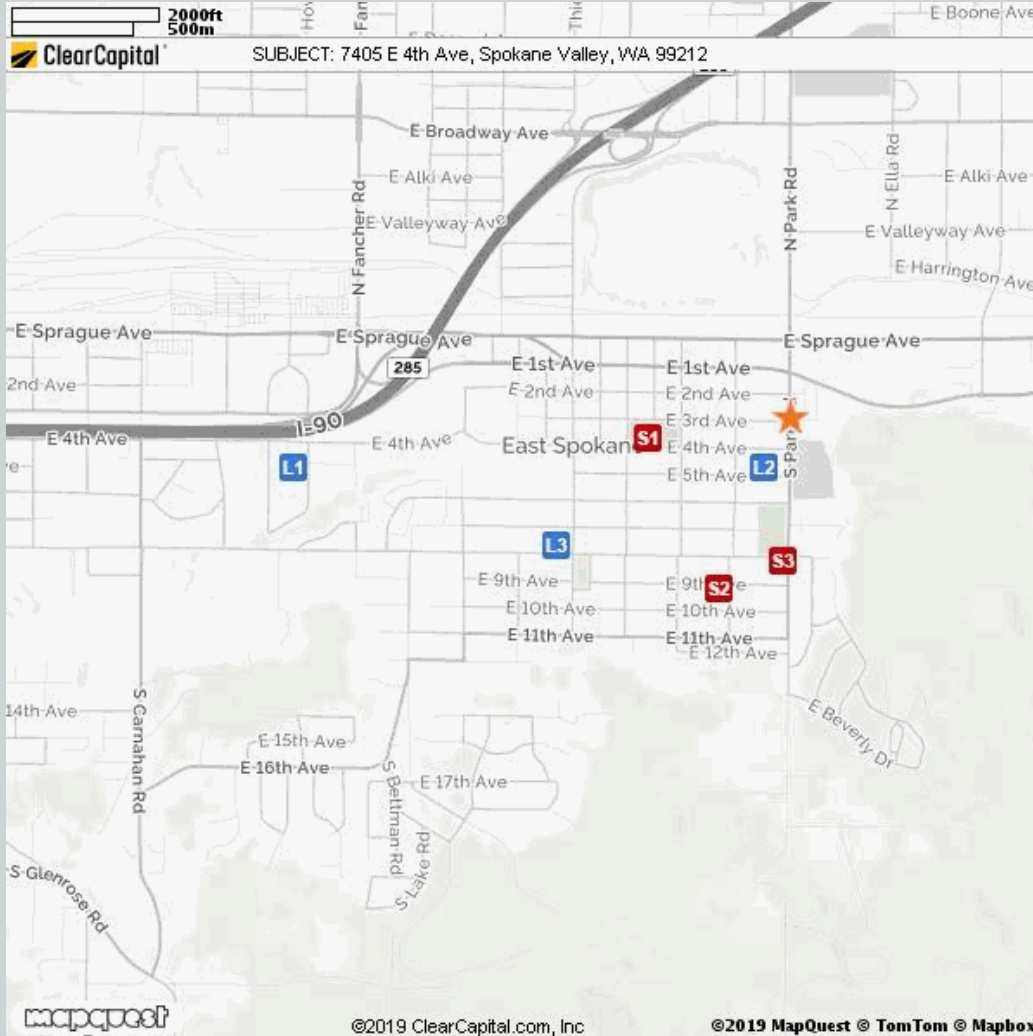 2000ft
500m
E Boone Ave
ClearCapital
SUBJECT: 7405 E 4th Ave, Spokane Valley, WA 99212
E Broadway Ave
N Fancher Rd
E Alki Ave
N Park Rd
N Ella Rd
E Alki Ave
E Valleyway Ave
E Valleyway Ave
E Harrington Ave
E Sprague Ave
E Sprague Ave
E Sprague Ave
285
E 1st Ave
E 1st Ave
2nd Ave
E 2nd Ave
E 2nd Ave
I-90
E 3rd Ave
E 4th Ave
E 4th Ave
East Spokane
S1
E 4th Ave
S Par
L1
E 5th Ave
L2
L3
S3
E 9th Ave
E 9th Ave
S2
E 10th Ave
E 10th Ave
E 11th Ave
E 11th Ave
E 12th Ave
S Carnahan Rd
14th Ave
E Beverly Dr
E 15th Ave
E 16th Ave
S Bettman Rd
E 17th Ave
S Lake Rd
S Glenrose Rd
mapquest
©2019 ClearCapital.com, Inc
©2019 MapQuest © TomTom © Mapbox